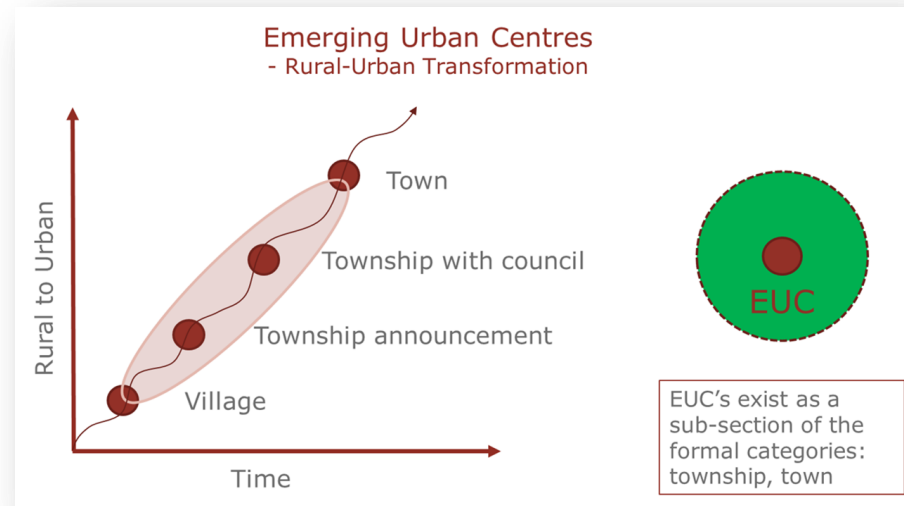 Emerging Urban Centres
- Rural-Urban Transformation
Rural to Urban
Town
Township with council
Township announcement
Village
Time
EUC
EUC's exist as a
sub-section of the
formal categories:
township, town